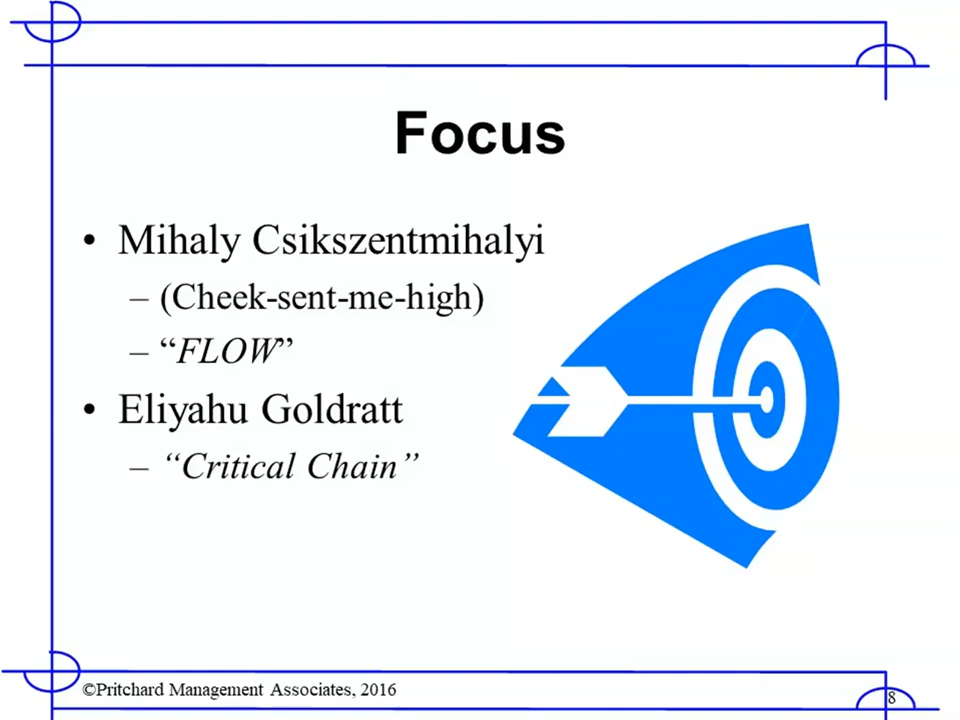 Focus
• Mihaly Csikszentmihalyi
– (Cheek-sent-me-high)
– “FLOW”
• Eliyahu Goldratt
– “Critical Chain”
©Pritchard Management Associates, 2016
8